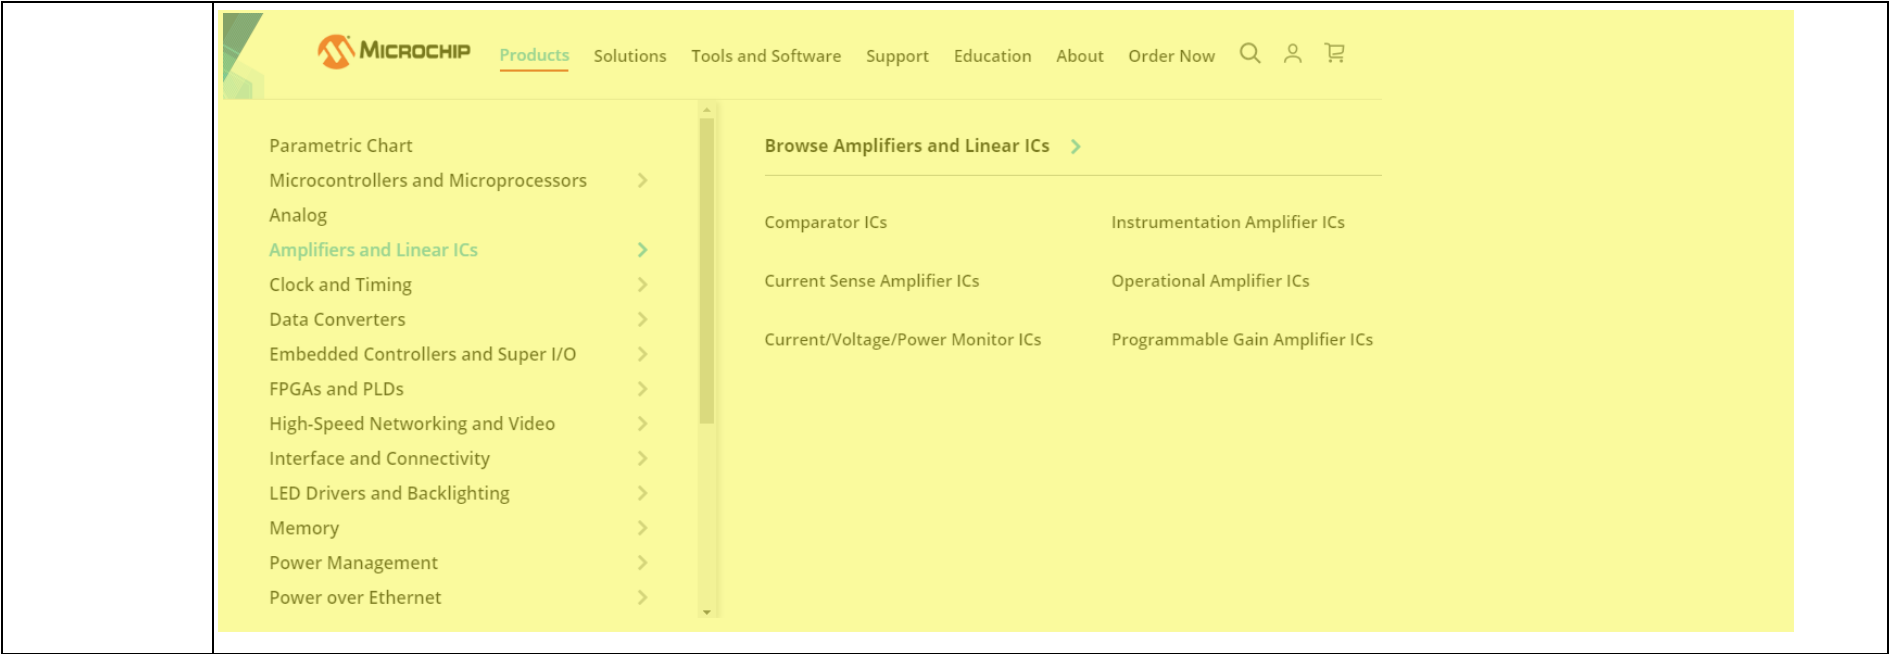 MICROCHIP Products Solutions Tools and Software Support Education About Order Now
Parametric Chart
Microcontrollers and Microprocessors
Analog
Amplifiers and Linear ICs
Clock and Timing
Data Converters
Embedded Controllers and Super I/O
FPGAs and PLDs
High-Speed Networking and Video
Interface and Connectivity
LED Drivers and Backlighting
Memory
Power Management
Power over Ethernet
Browse Amplifiers and Linear ICs
Comparator ICs Instrumentation Amplifier ICs
Current Sense Amplifier ICs Operational Amplifier ICs
Current/Voltage/Power Monitor ICs Programmable Gain Amplifier ICs